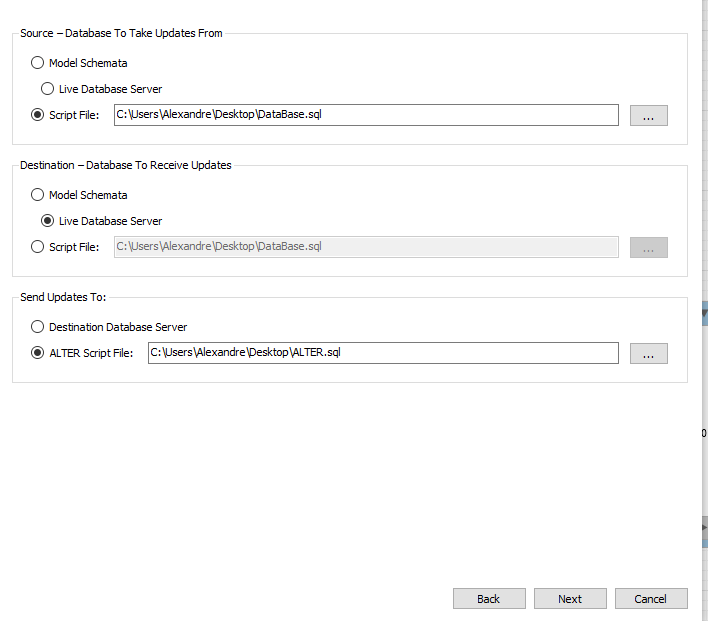 Source – Database To Take Updates From
Model Schemata
Live Database Server
Script File: C:\Users\Alexandre\Desktop\DataBase.sql ...
Destination – Database To Receive Updates
Model Schemata
Live Database Server
Script File: C:\Users\Alexandre\Desktop\DataBase.sql ...
Send Updates To:
Destination Database Server
ALTER Script File: C:\Users\Alexandre\Desktop\ALTER.sql ...
0
Back Next Cancel